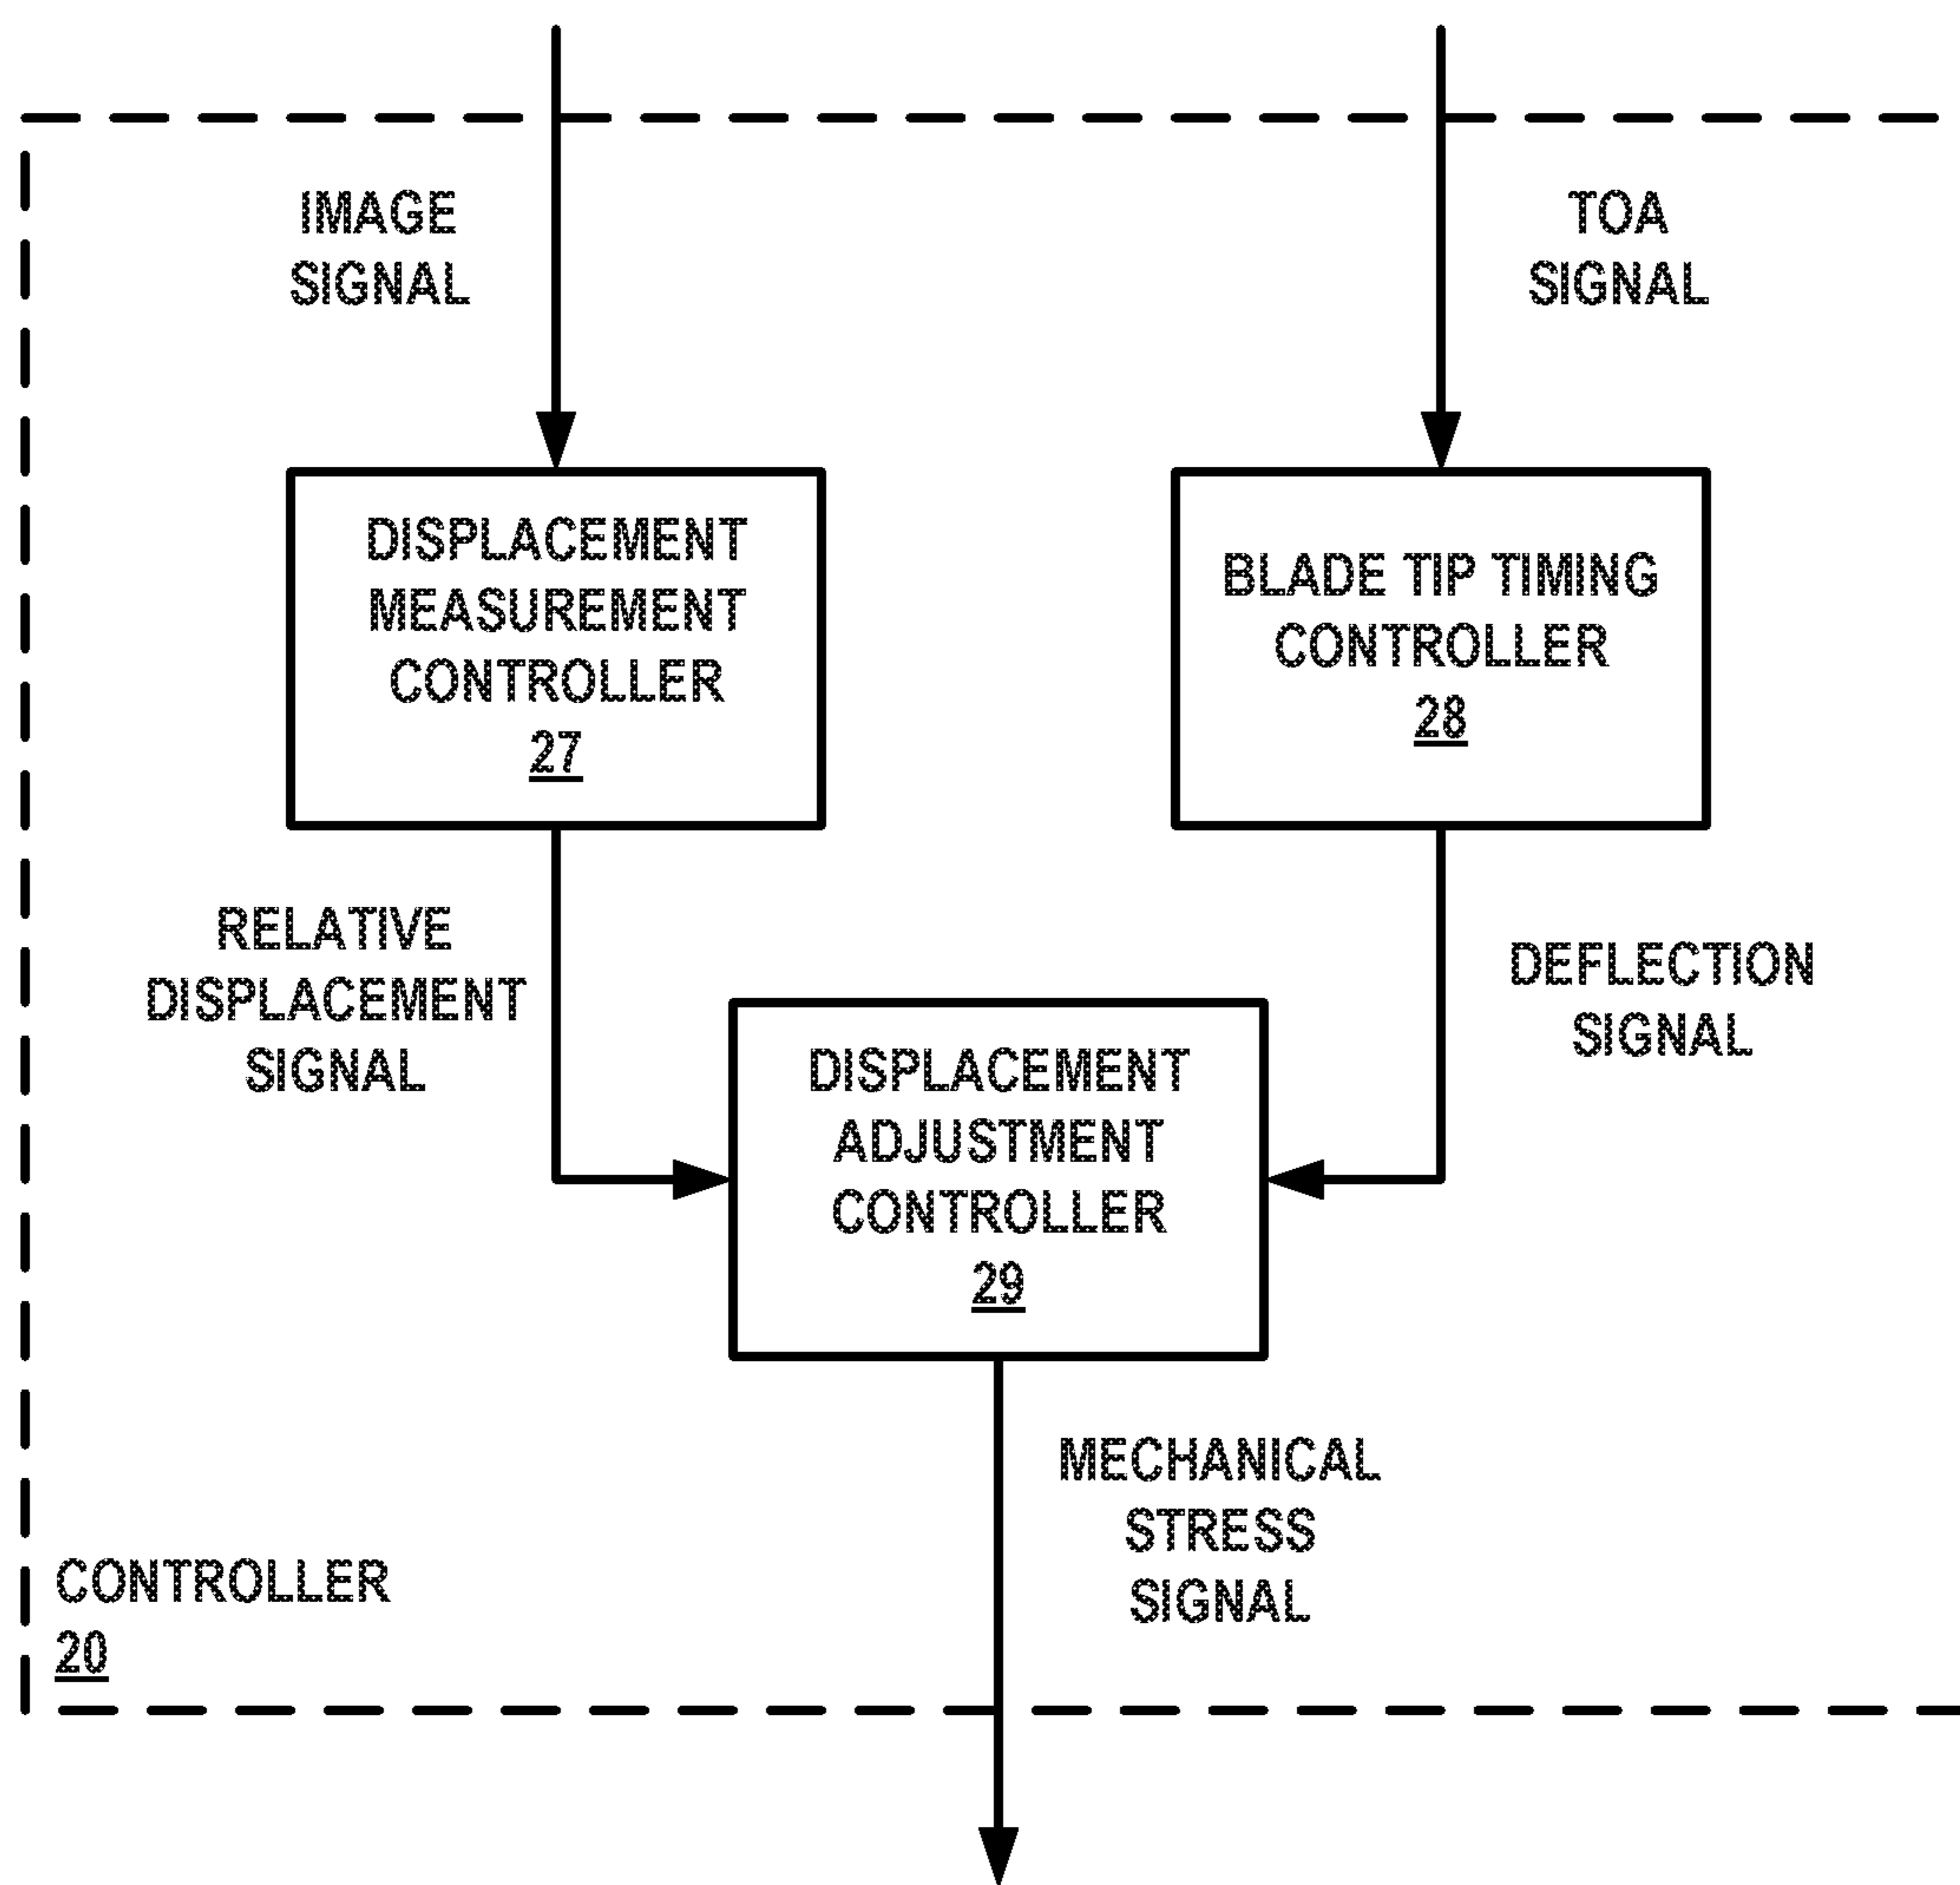 IMAGE
SIGNAL
TOA
SIGNAL
DISPLACEMENT
MEASUREMENT
CONTROLLER
27
BLADE TIP TIMING
CONTROLLER
28
RELATIVE
DISPLACEMENT
SIGNAL
DEFLECTION
SIGNAL
DISPLACEMENT
ADJUSTMENT
CONTROLLER
29
MECHANICAL
STRESS
SIGNAL
CONTROLLER
20